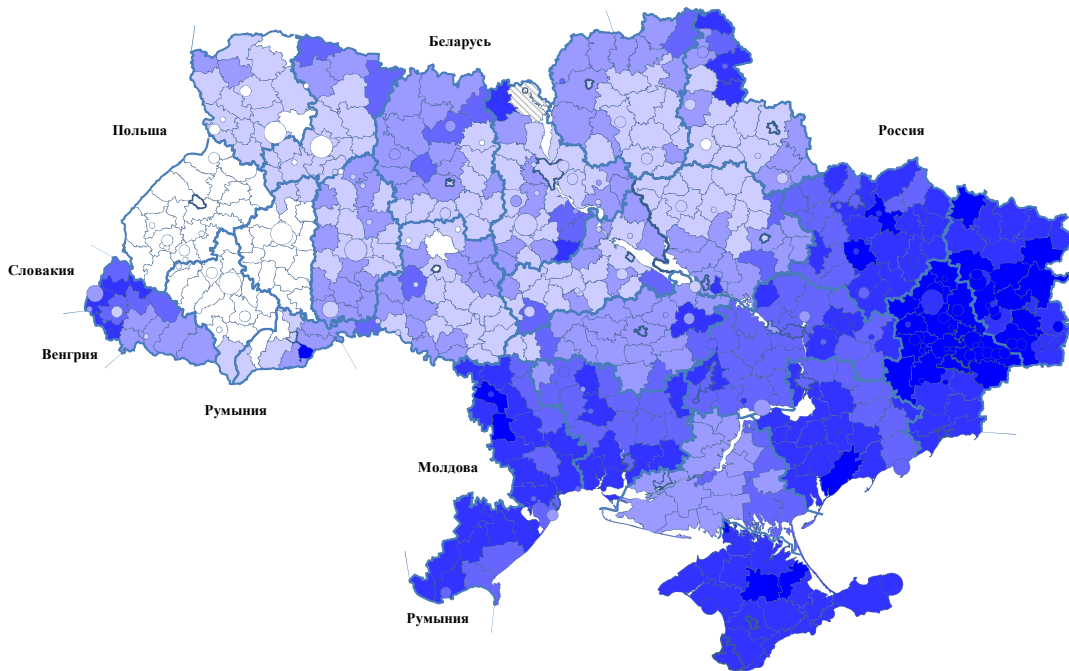 Беларусь
Польша
Россия
Словакия
Венгрия
Румыния
Молдова
Румыния